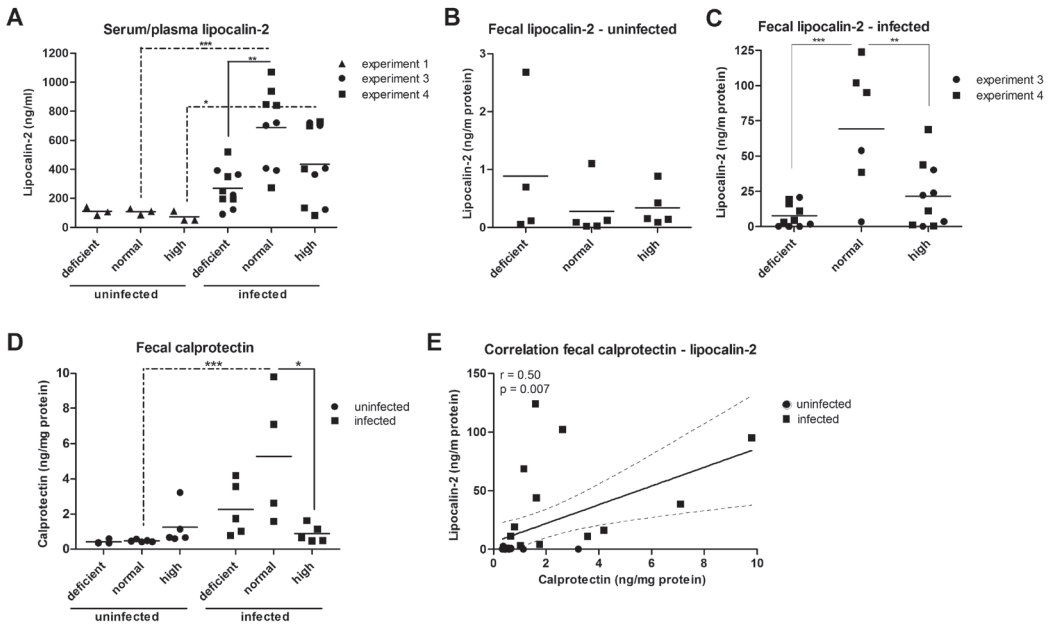 A
Serum/plasma lipocalin-2
1200
1000
800
600
400
200
0
Lipocalin-2 (ng/ml)
***
**
*
experiment 1
experiment 3
experiment 4
deficient
normal
high
deficient
normal
high
uninfected
infected
B
Fecal lipocalin-2 - uninfected
3
2
1
0
Lipocalin-2 (ng/m protein)
deficient
normal
high
C
Fecal lipocalin-2 - infected
125
100
75
50
25
0
Lipocalin-2 (ng/m protein)
***
**
experiment 3
experiment 4
deficient
normal
high
D
Fecal calprotectin
10
8
6
4
2
0
Calprotectin (ng/mg protein)
***
*
uninfected
infected
deficient
normal
high
deficient
normal
high
uninfected
infected
E
Correlation fecal calprotectin - lipocalin-2
150
100
50
0
Lipocalin-2 (ng/m protein)
r = 0.50
p = 0.007
uninfected
infected
0
2
4
6
8
10
Calprotectin (ng/mg protein)